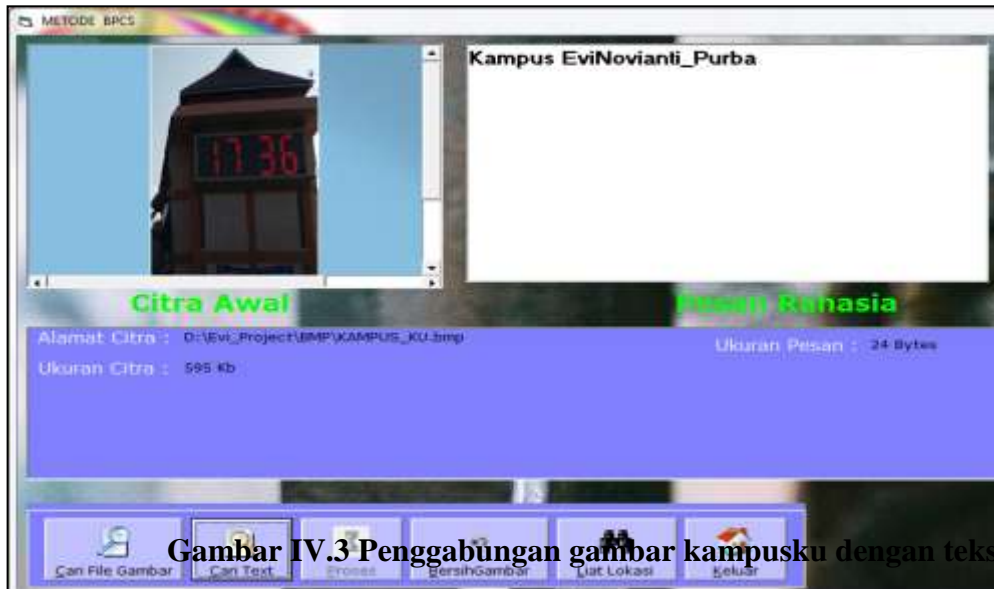 METODE BPCS
Kampus EviNovianti_Purba
17 36
Citra Awal
Pesan Rahasia
Alamat Citra : D:\Evi_Project\BMP\KAMPUS_KU.bmp
Ukuran Pesan : 24 Bytes
Ukuran Citra : 595 Kb
Cari File Gambar
Cari Text
Proses
BersihGambar
Liat Lokasi
Keluar
Gambar IV.3 Penggabungan gambar kampusku dengan teks